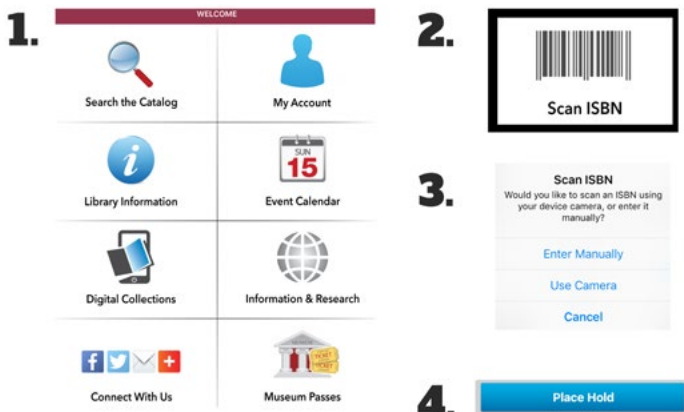 1.
WELCOME
Search the Catalog
My Account
Library Information
SUN
15
Event Calendar
Digital Collections
Information & Research
Connect With Us
Museum Passes
2.
Scan ISBN
3.
Scan ISBN
Would you like to scan an ISBN using
your device camera, or enter it
manually?
Enter Manually
Use Camera
Cancel
4.
Place Hold